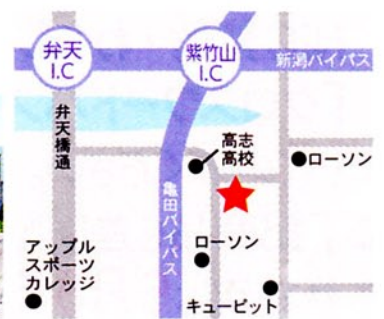 弁天
I.C
紫竹山
I.C
新潟バイパス
弁天橋通
高志
高校
ローソン
亀田バイパス
アップル
スポーツ
カレッジ
ローソン
キューピット